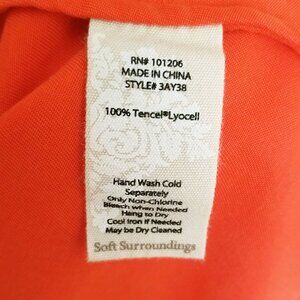 RN# 101206
MADE IN CHINA
STYLE# 3AY38
100% Tencel®Lyocell
Hand Wash Cold
Separately
Only Non-Chlorine
Bleach when Needed
Hang to Dry
Cool Iron if Needed
May be Dry Cleaned
Soft Surroundings